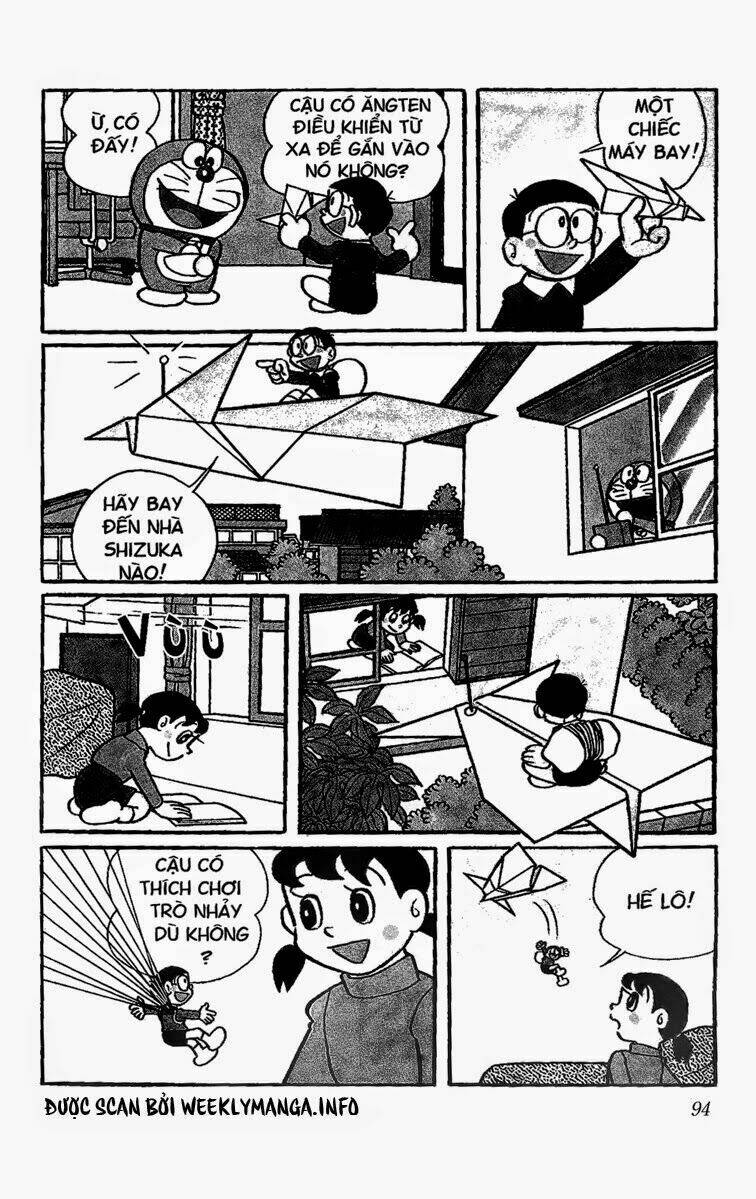 MỘT
CHIẾC
MÁY BAY!
CẬU CÓ ĂNGTEN
ĐIỀU KHIỂN TỪ
XA ĐỂ GẮN VÀO
NÓ KHÔNG?
Ừ, CÓ
ĐẤY!
HÃY BAY
ĐẾN NHÀ
SHIZUKA
NÀO!
VÙÙ
HẾ LÔ!
CẬU CÓ
THÍCH CHƠI
TRÒ NHẢY
DÙ KHÔNG
?
ĐƯỢC SCAN BỞI WEEKLYMANGA.INFO
94